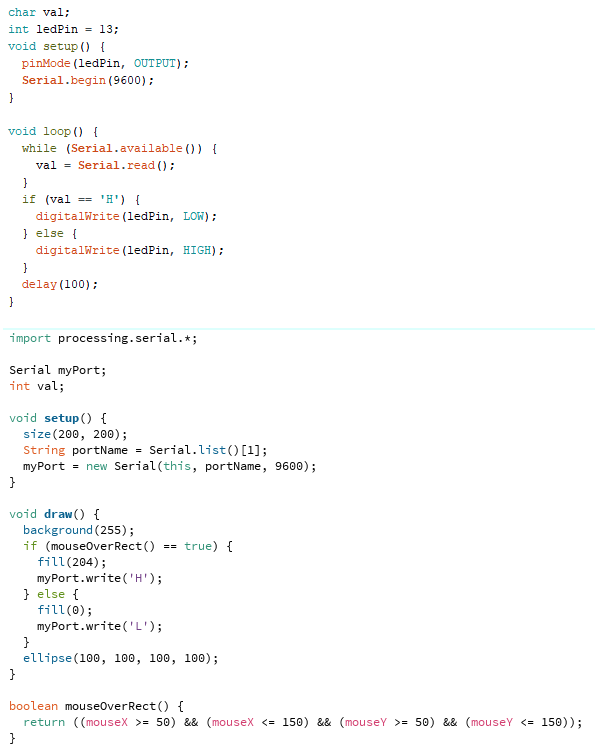 char val;
int ledPin = 13;
void setup() {
  pinMode(ledPin, OUTPUT);
  Serial.begin(9600);
}

void loop() {
  while (Serial.available()) {
    val = Serial.read();
  }
  if (val == 'H') {
    digitalWrite(ledPin, LOW);
  } else {
    digitalWrite(ledPin, HIGH);
  }
  delay(100);
}

import processing.serial.*;

Serial myPort;
int val;

void setup() {
  size(200, 200);
  String portName = Serial.list()[1];
  myPort = new Serial(this, portName, 9600);
}

void draw() {
  background(255);
  if (mouseOverRect() == true) {
    fill(204);
    myPort.write('H');
  } else {
    fill(0);
    myPort.write('L');
  }
  ellipse(100, 100, 100, 100);
}

boolean mouseOverRect() {
  return ((mouseX >= 50) && (mouseX <= 150) && (mouseY >= 50) && (mouseY <= 150));
}